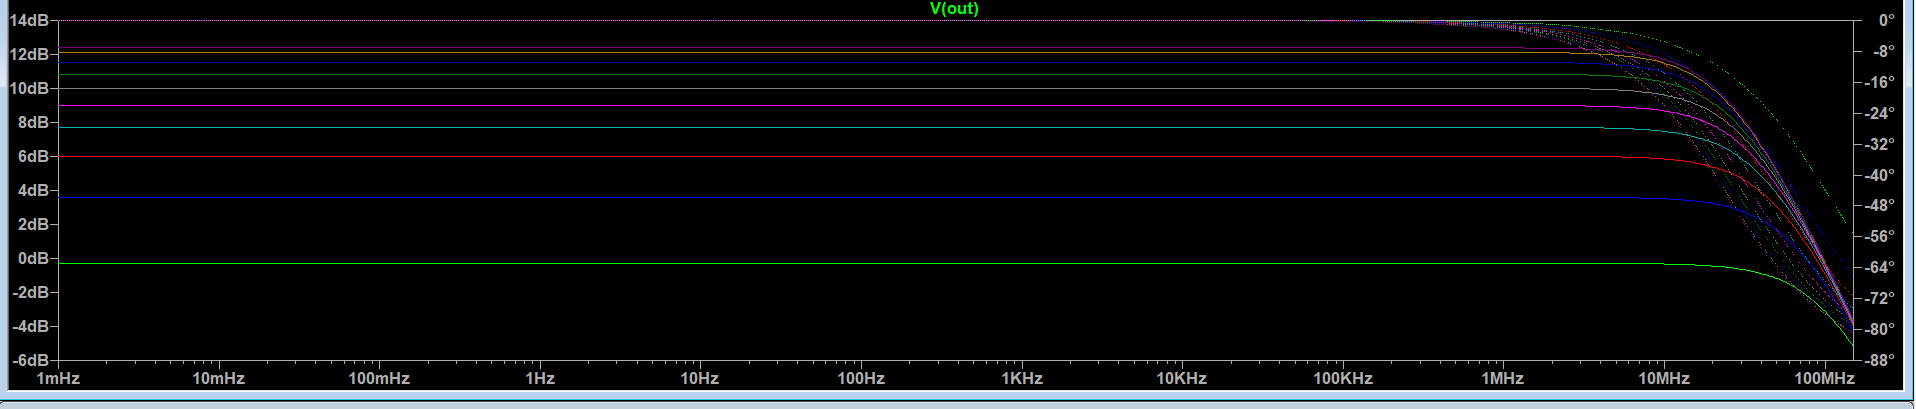 V(out)
14dB 0°
12dB -8°
10dB -16°
8dB -24°
6dB -32°
4dB -40°
2dB -48°
0dB -56°
-2dB -64°
-4dB -72°
-6dB -80°
-88°
1mHz 10mHz 100mHz 1Hz 10Hz 100Hz 1KHz 10KHz 100KHz 1MHz 10MHz 100MHz